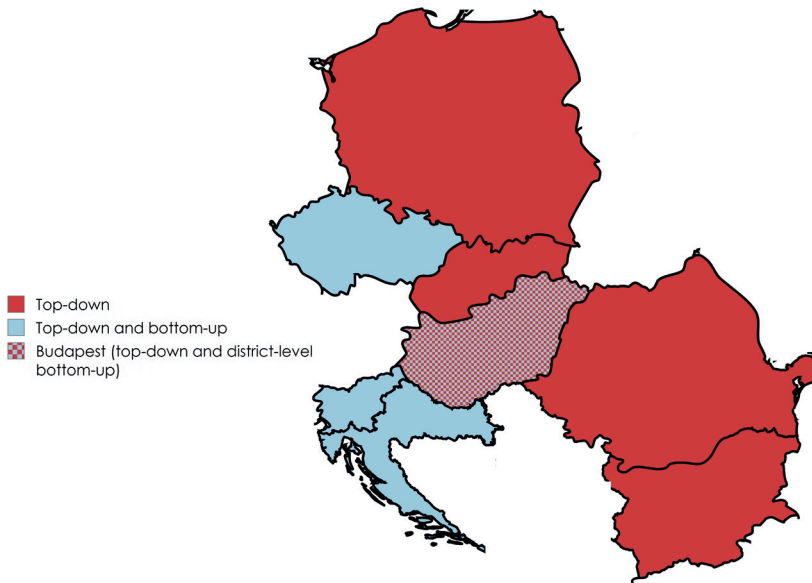 Top-down
Top-down and bottom-up
Budapest (top-down and district-level
bottom-up)